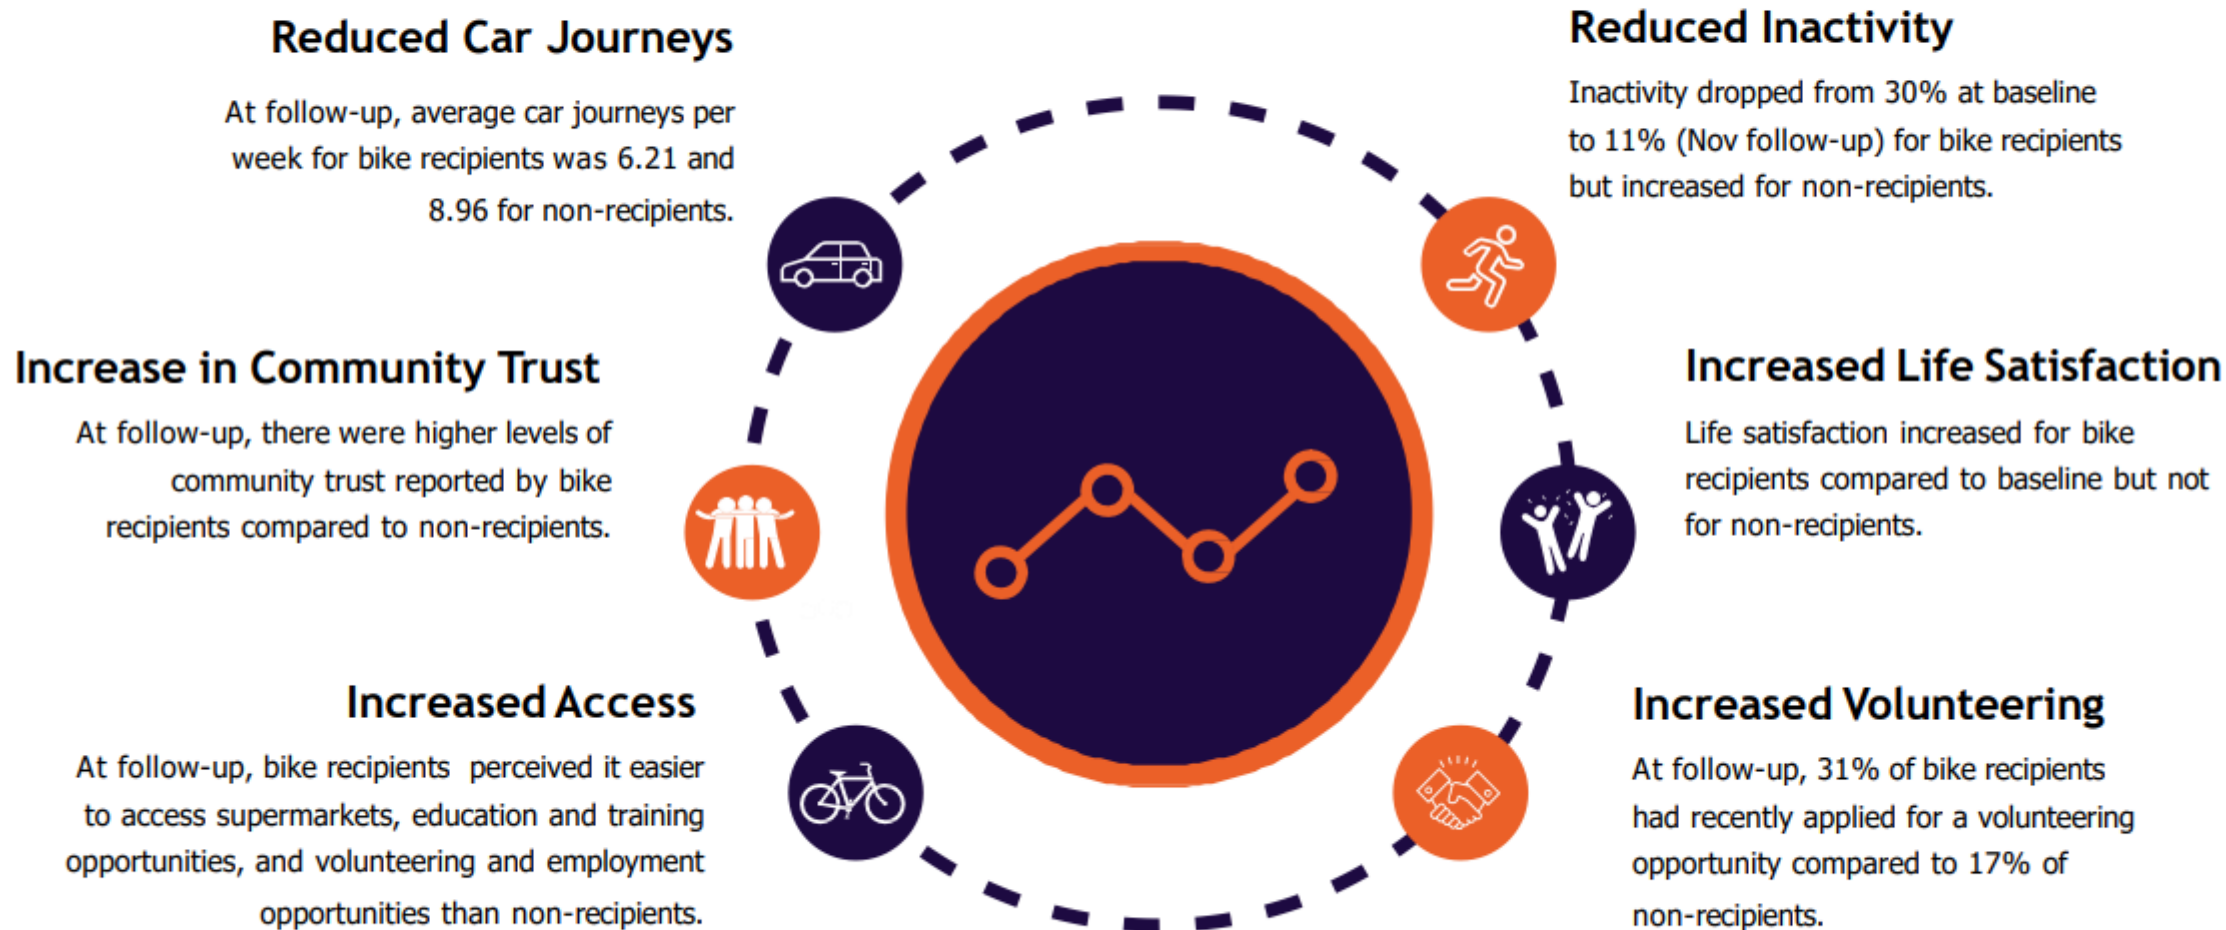 Reduced Car Journeys
At follow-up, average car journeys per
week for bike recipients was 6.21 and
8.96 for non-recipients.
Increase in Community Trust
At follow-up, there were higher levels of
community trust reported by bike
recipients compared to non-recipients.
Increased Access
At follow-up, bike recipients perceived it easier
to access supermarkets, education and training
opportunities, and volunteering and employment
opportunities than non-recipients.
Reduced Inactivity
Inactivity dropped from 30% at baseline
to 11% (Nov follow-up) for bike recipients
but increased for non-recipients.
Increased Life Satisfaction
Life satisfaction increased for bike
recipients compared to baseline but not
for non-recipients.
Increased Volunteering
At follow-up, 31% of bike recipients
had recently applied for a volunteering
opportunity compared to 17% of
non-recipients.